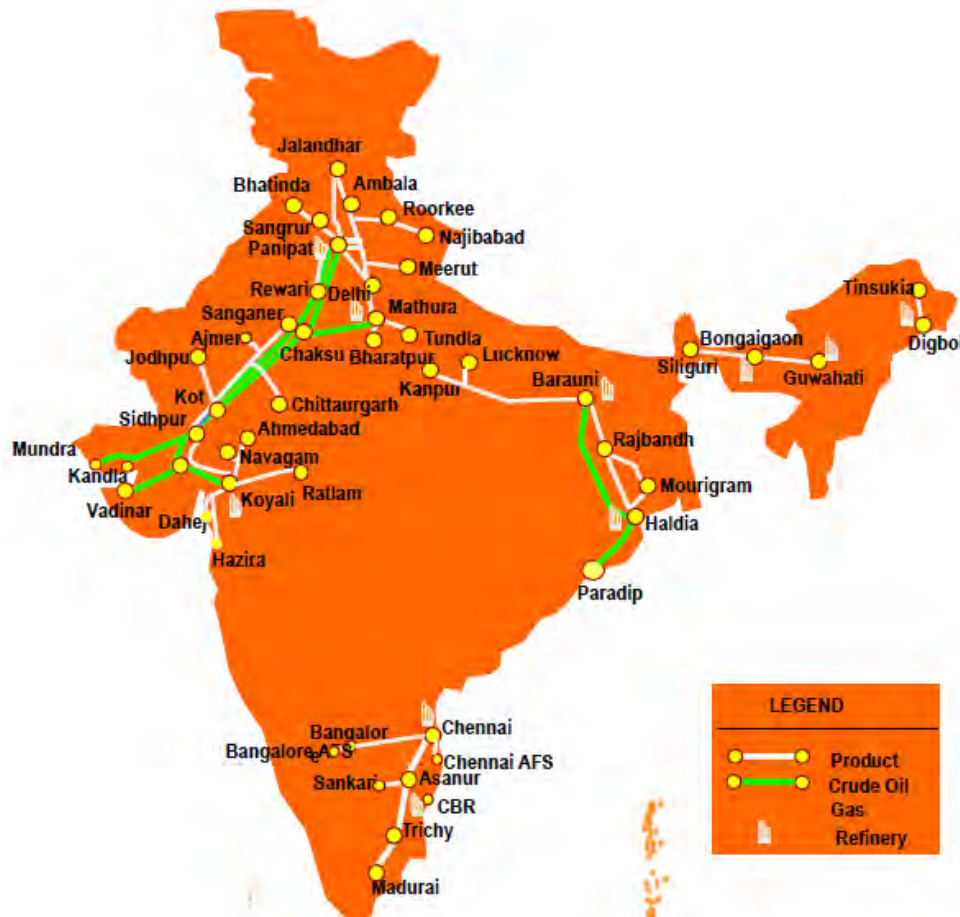 Jalandhar
Bhatinda
Ambala
Roorkee
Sangrur
Najibabad
Panipat
Meerut
Rewari
Delhi
Tinsukia
Mathura
Sanganer
Ajmer
Tundla
Digboi
Chaksu
Bongaigaon
Jodhpur
Bharatpur
Lucknow
Siliguri
Guwahati
Kanpur
Barauni
Kot
Chittaurgarh
Sidhpur
Ahmedabad
Rajbandh
Mundra
Navagam
Kandla
Ratlam
Koyali
Mourigram
Vadinar
Dahej
Haldia
Hazira
Paradip
LEGEND
Bangalor
e
Chennai
Bangalore AFS
Chennai AFS
Product
Asanur
Sankari
Crude Oil
CBR
Gas
Trichy
Refinery
Madurai